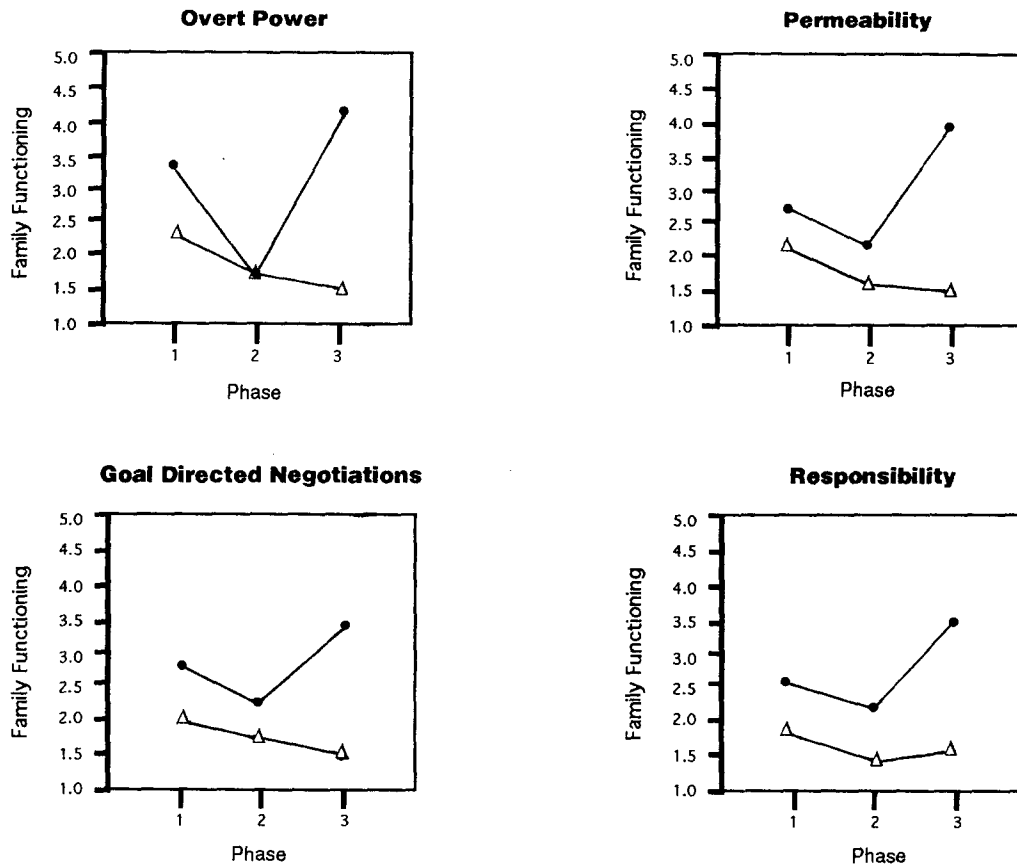 Overt Power
Family Functioning
5.0
4.5
4.0
3.5
3.0
2.5
2.0
1.5
1.0
1 2 3
Phase
Permeability
Family Functioning
5.0
4.5
4.0
3.5
3.0
2.5
2.0
1.5
1.0
1 2 3
Phase
Goal Directed Negotiations
Family Functioning
5.0
4.5
4.0
3.5
3.0
2.5
2.0
1.5
1.0
1 2 3
Phase
Responsibility
Family Functioning
5.0
4.5
4.0
3.5
3.0
2.5
2.0
1.5
1.0
1 2 3
Phase